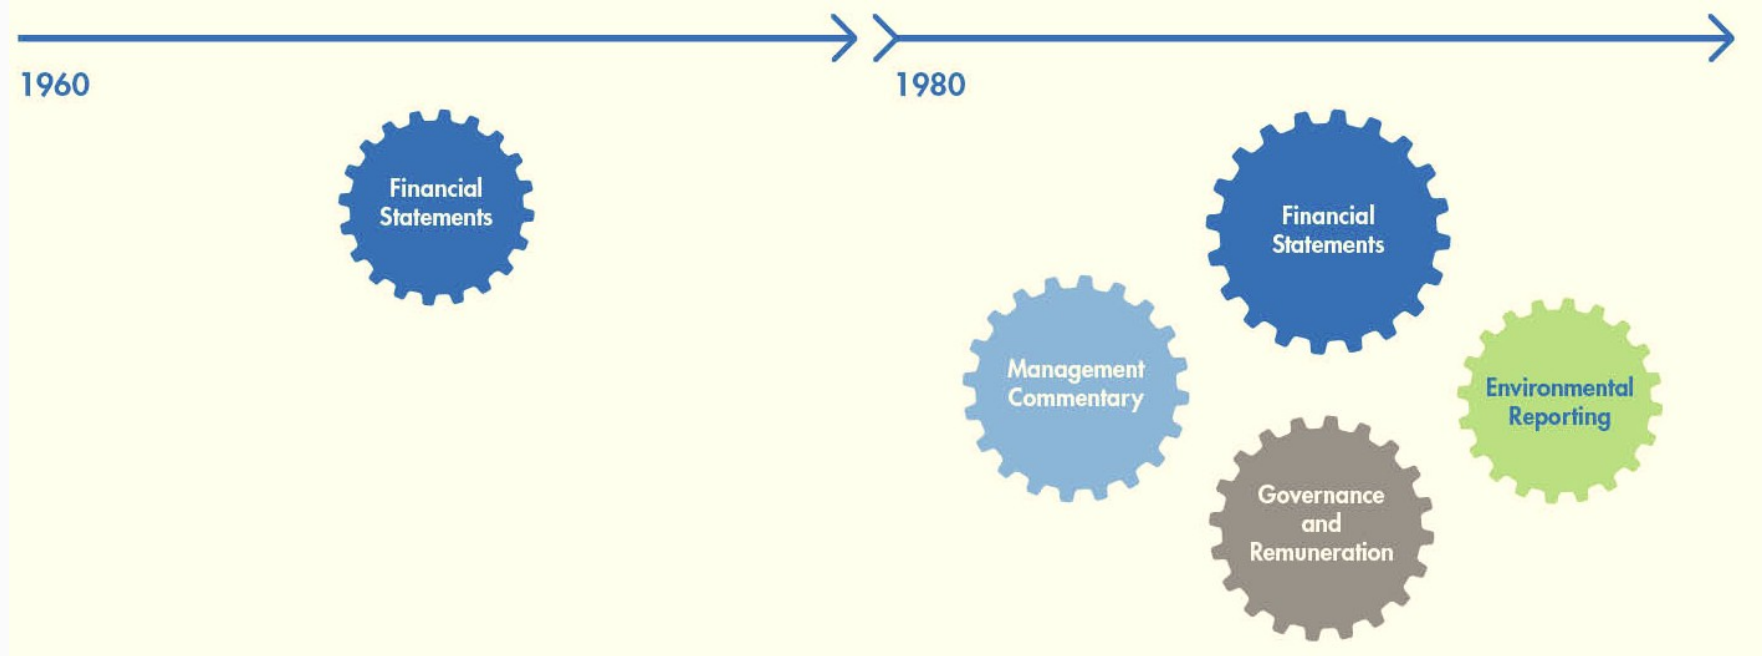 1960
1980
Financial
Statements
Financial
Statements
Management
Commentary
Environmental
Reporting
Governance
and
Remuneration